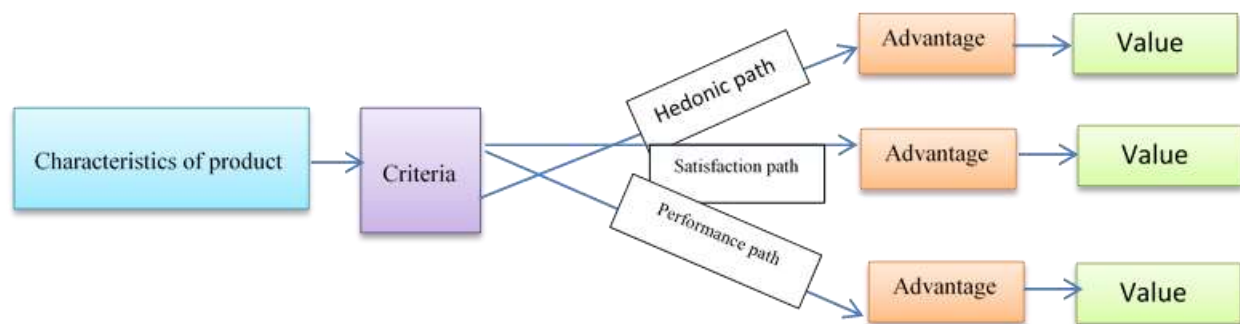 Characteristics of product
Criteria
Hedonic path
Advantage
Value
Satisfaction path
Advantage
Value
Performance path
Advantage
Value